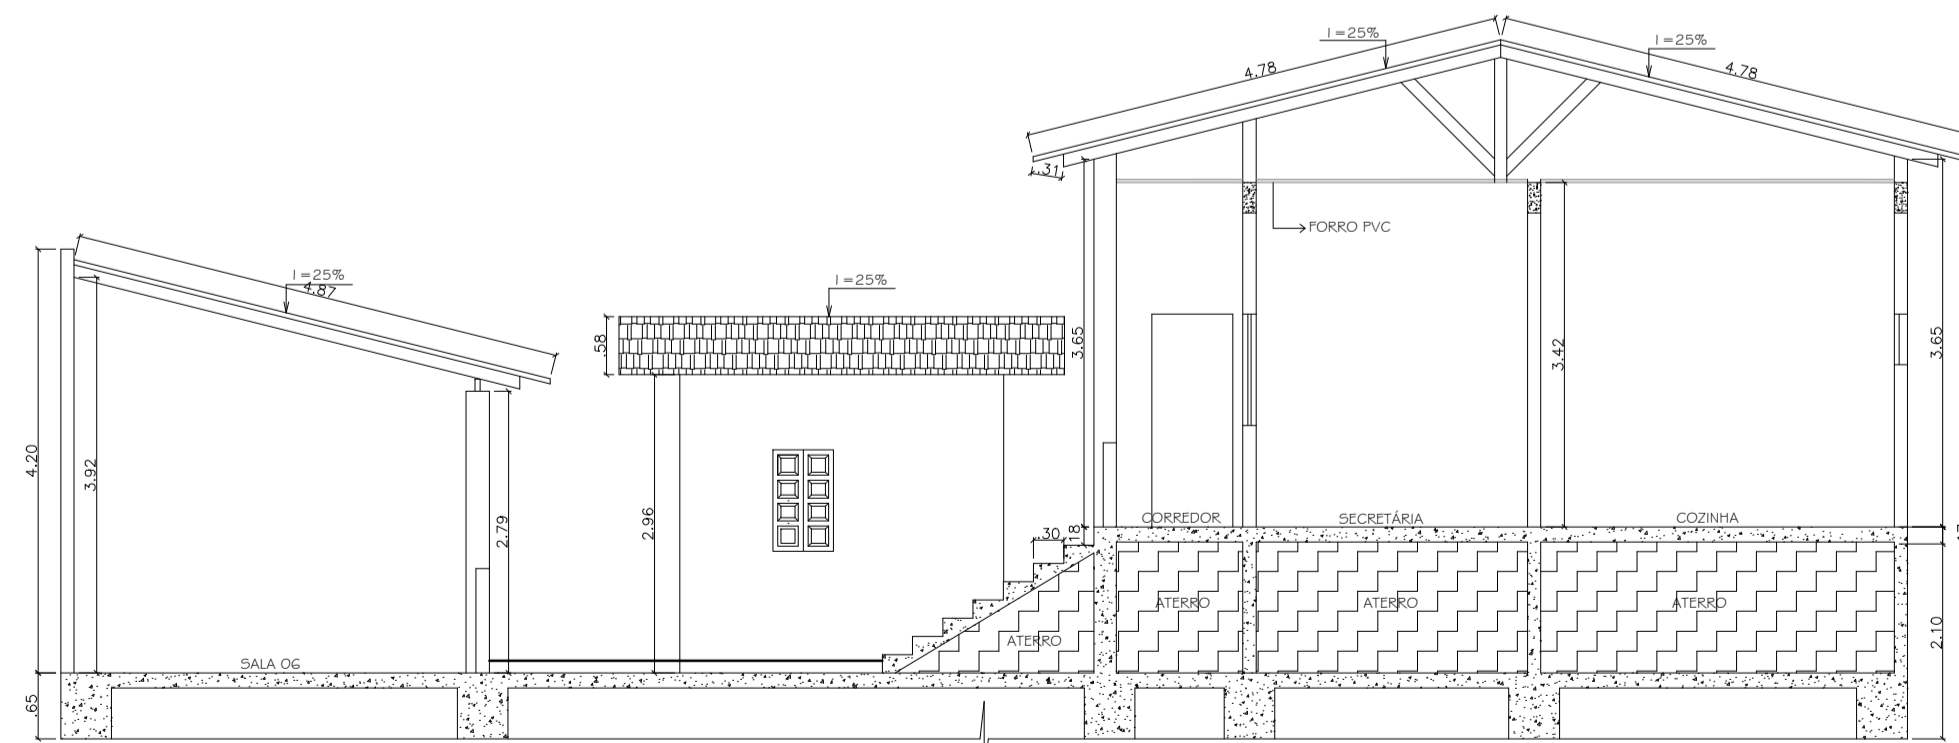 I=25%
I=25%
4.78
4.78
.31
FORRO PVC
I=25%
4.87
I=25%
.58
3.65
3.42
3.65
4.20
3.92
2.79
2.96
CORREDOR
SECRETÁRIA
COZINHA
.30
.18
ATERRO
ATERRO
ATERRO
ATERRO
2.10
SALA 06
.65